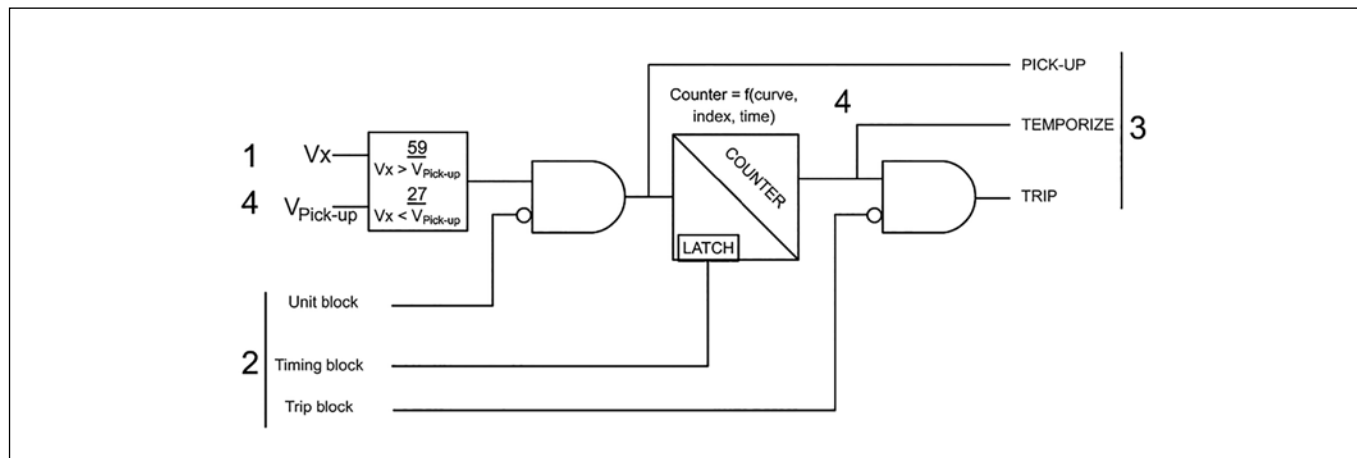 PICK-UP
Counter = f(curve,
index, time)
4
TEMPORIZE
3
1
Vx
59
Vx > VPick-up
COUNTER
4
VPick-up
27
Vx < VPick-up
TRIP
LATCH
Unit block
2
Timing block
Trip block